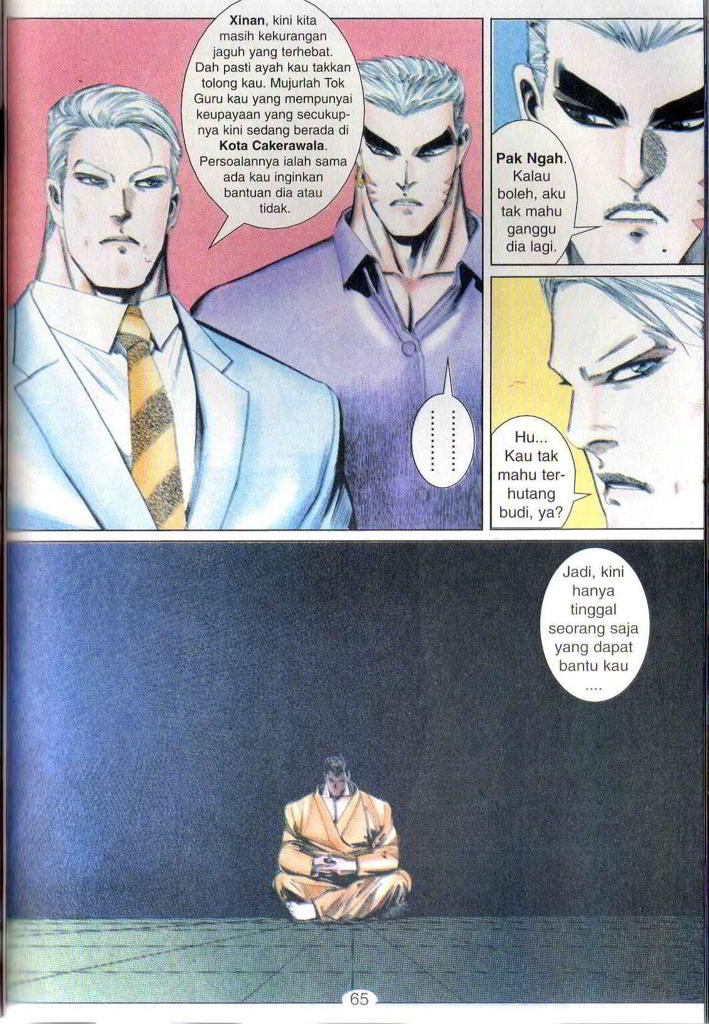 Xinan, kini kita
masih kekurangan
jaguh yang terhebat.
Dah pasti ayah kau takkan
tolong kau. Mujurlah Tok
Guru kau yang mempunyai
keupayaan yang secukup-
nya kini sedang berada di
Kota Cakerawala.
Persoalannya ialah sama
ada kau inginkan
bantuan dia atau
tidak.
Pak Ngah.
Kalau
boleh, aku
tak mahu
ganggu
dia lagi.
Hu...
Kau tak
mahu ter-
hutang
budi, ya?
Jadi, kini
hanya
tinggal
seorang saja
yang dapat
bantu kau
....
65